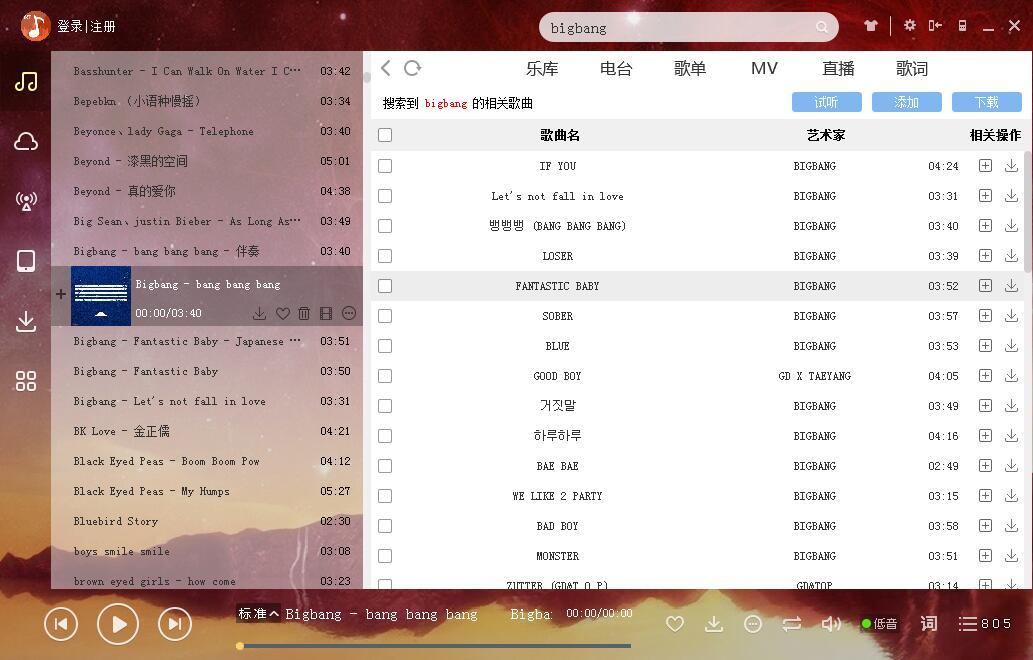 登录|注册
bigbang
Basshunter - I Can Walk On Water I C… 03:42
Bepebkn （小语种慢摇） 03:34
Beyonce、lady Gaga - Telephone 03:40
Beyond - 漆黑的空间 05:01
Beyond - 真的爱你 04:38
Big Sean、justin Bieber - As Long As… 03:49
Bigbang - bang bang bang - 伴奏 03:40
Bigbang - bang bang bang
00:00/03:40
Bigbang - Fantastic Baby - Japanese … 03:51
Bigbang - Fantastic Baby 03:50
Bigbang - Let's not fall in love 03:31
BK Love - 金正儒 04:21
Black Eyed Peas - Boom Boom Pow 04:12
Black Eyed Peas - My Humps 05:27
Bluebird Story 02:30
boys smile smile 03:08
brown eyed girls - how come 03:23
乐库 电台 歌单 MV 直播 歌词
搜索到 bigbang 的相关歌曲 试听 添加 下载
歌曲名 艺术家 相关操作
IF YOU BIGBANG 04:24
Let's not fall in love BIGBANG 03:31
뱅뱅뱅 (BANG BANG BANG) BIGBANG 03:40
LOSER BIGBANG 03:39
FANTASTIC BABY BIGBANG 03:52
SOBER BIGBANG 03:57
BLUE BIGBANG 03:53
GOOD BOY GD X TAEYANG 04:05
거짓말 BIGBANG 03:49
하루하루 BIGBANG 04:16
BAE BAE BIGBANG 02:49
WE LIKE 2 PARTY BIGBANG 03:15
BAD BOY BIGBANG 03:58
MONSTER BIGBANG 03:51
ZUTTER (GD&T.O.P) GD&TOP 03:14
标准 Bigbang - bang bang bang Bigba: 00:00/00:00
低音 词 805